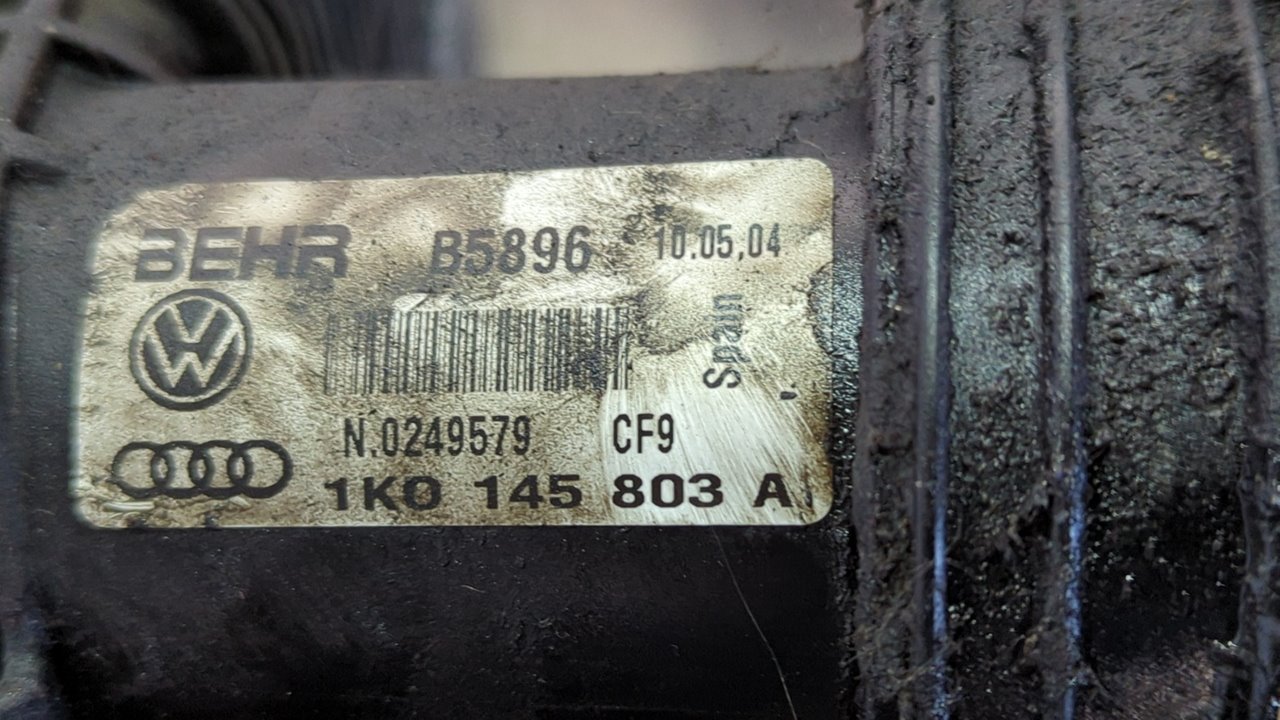 BEHR B5896 10.05,04
Spain
N.0249579 CF9
1K0 145 803 A